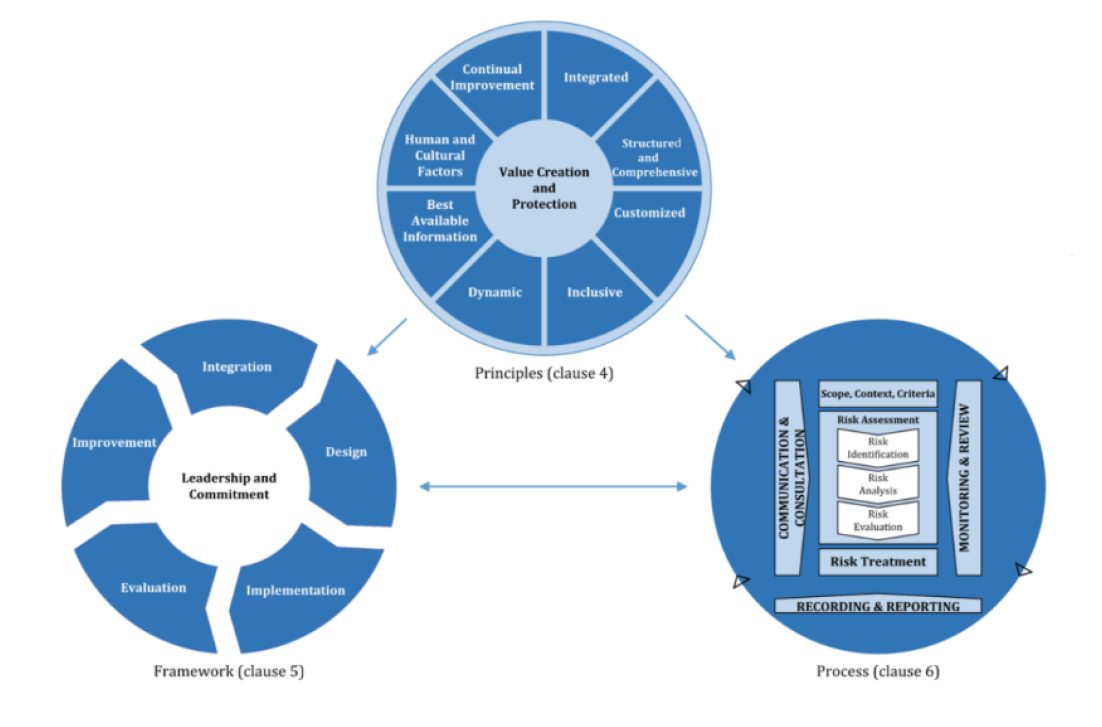 Continual
Improvement
Integrated
Structured
and
Comprehensive
Customized
Inclusive
Dynamic
Best
Available
Information
Human and
Cultural
Factors
Value Creation
and
Protection
Principles (clause 4)
Integration
Design
Implementation
Evaluation
Improvement
Leadership and
Commitment
Framework (clause 5)
Scope, Context, Criteria
Risk Assessment
Risk
Identification
Risk
Analysis
Risk
Evaluation
Risk Treatment
COMMUNICATION &
CONSULTATION
MONITORING & REVIEW
RECORDING & REPORTING
Process (clause 6)